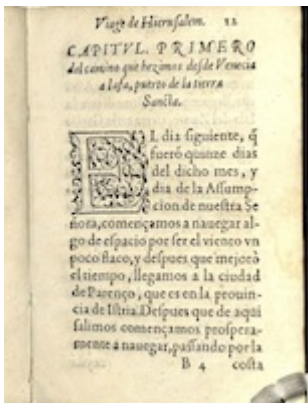 Viage de Hierusalem. 12
CAPITVL. PRIMERO
del camino que hezimos desde Venecia
a Iafa, puerto de la tierra
Sancta.
EL dia siguiente, q̃
fuerõ quinze dias
del dicho mes, y
dia de la Assump-
cion de nuestra Se
ñora, començamos a nauegar al-
go de espacio por ser el viento vn
poco flaco, y despues que mejorò
el tiempo, llegamos a la ciudad
de Parenço, que es en la prouin-
cia de Istria. Despues que de aqui
salimos començamos prospera-
mente a nauegar, passando por la
B 4 costa